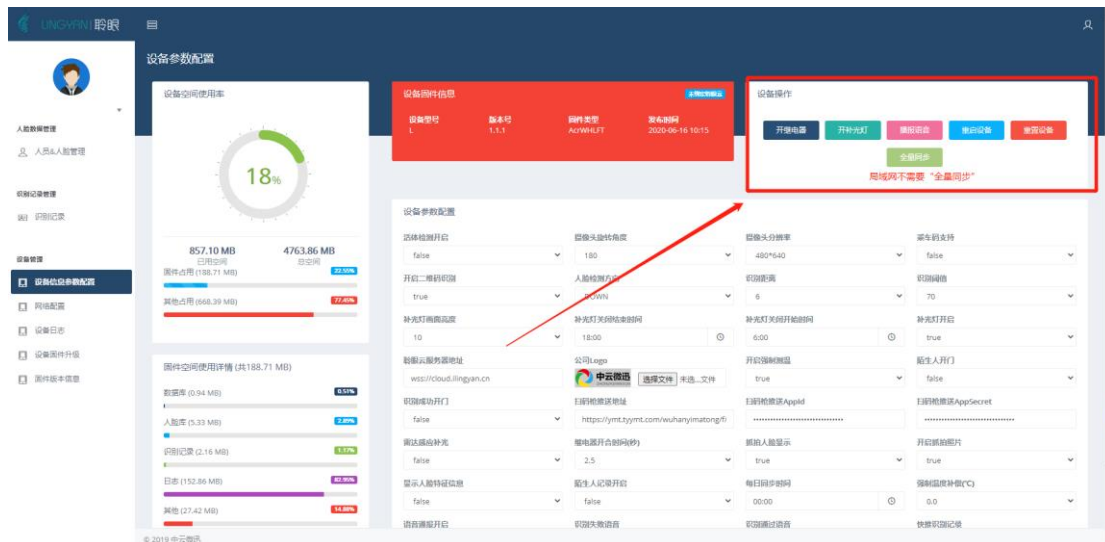 LINGYAN|聆眼
设备参数配置
人脸数据管理
人员&人脸管理
识别记录管理
识别记录
设备管理
设备信息参数配置
网络配置
设备日志
设备固件升级
固件版本信息
设备空间使用率
18%
857.10 MB
已用空间
4763.86 MB
总空间
固件占用 (188.71 MB)
22.55%
其他占用 (668.39 MB)
77.45%
固件空间使用详情 (共188.71 MB)
数据库 (0.94 MB)
0.51%
人脸库 (5.33 MB)
2.89%
识别记录 (2.16 MB)
1.17%
日志 (152.86 MB)
82.95%
其他 (27.42 MB)
14.88%
设备固件信息
设备型号
L
版本号
1.1.1
固件类型
AcrWHLFT
发布时间
2020-06-16 10:15
设备操作
开继电器
开补光灯
播报语音
重启设备
重置设备
全量同步
局域网不需要“全量同步”
设备参数配置
活体检测开启
false
摄像头旋转角度
180
摄像头分辨率
480*640
乘车码支持
false
开启二维码识别
true
人脸检测方向
DOWN
识别距离
6
识别阈值
70
补光灯画面亮度
10
补光灯关闭结束时间
18:00
补光灯关闭开始时间
6:00
补光灯开启
true
聆眼云服务器地址
wss://cloud.ilingyan.cn
公司Logo
中云微迅
选择文件 未选...文件
开启强制测温
true
陌生人开门
false
识别成功开门
false
扫码枪推送地址
https://ymt.tyymt.com/wuhanyimatong/fi
扫码枪推送AppId
扫码枪推送AppSecret
雷达感应补光
false
继电器开合时间(秒)
2.5
抓拍人脸显示
true
开启抓拍照片
true
显示人脸特征信息
false
陌生人记录开启
false
每日同步时间
00:00
强制温度补偿(℃)
0.0
语音播报开启
识别失败语音
识别通过语音
快推识别记录
© 2019 中云微迅